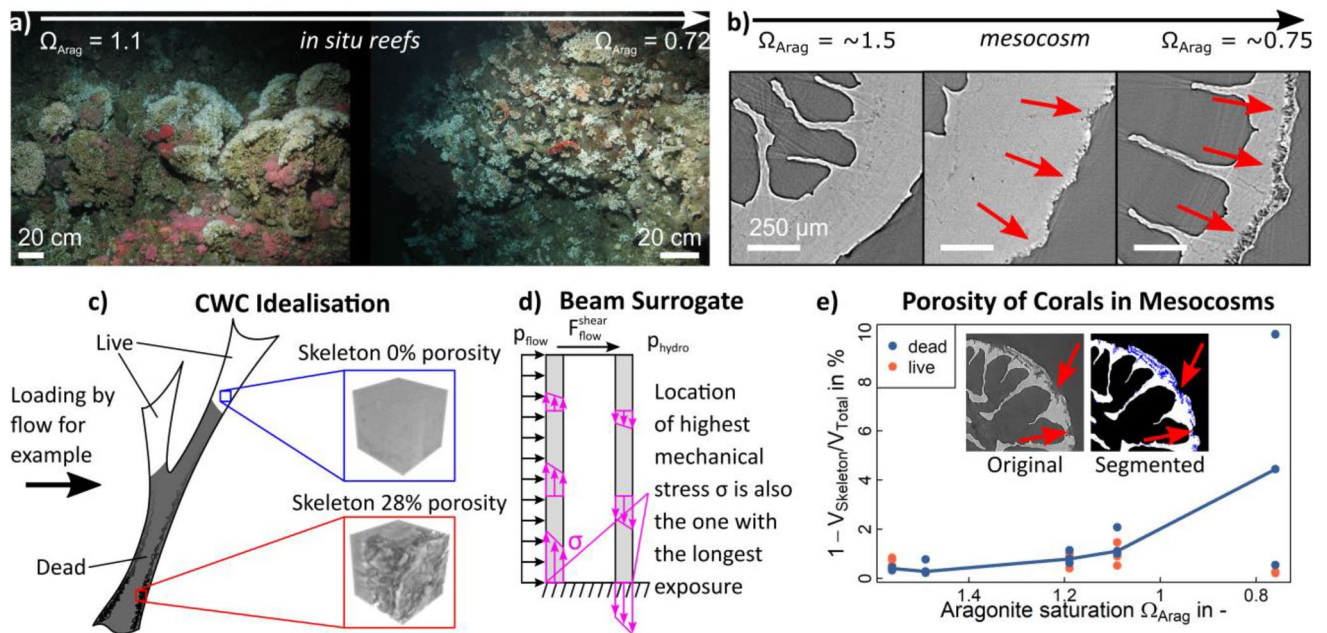 a)
Ω_Arag = 1.1 in situ reefs Ω_Arag = 0.72
20 cm
20 cm
b)
Ω_Arag = ~1.5 mesocosm Ω_Arag = ~0.75
250 µm
c) CWC Idealisation
Live
Skeleton 0% porosity
Loading by
flow for
example
Skeleton 28% porosity
Dead
d) Beam Surrogate
p_flow F_flow^shear p_hydro
Location
of highest
mechanical
stress σ is also
the one with
the longest
exposure
σ
e) Porosity of Corals in Mesocosms
dead
live
Original Segmented
1 − V_Skeleton/V_Total in %
10
8
6
4
2
0
1.4 1.2 1 0.8
Aragonite saturation Ω_Arag in -